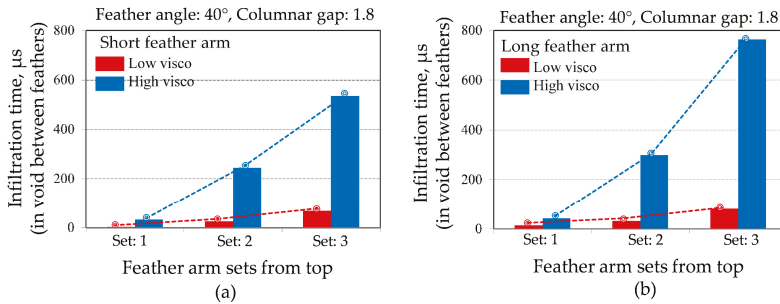 Feather angle: 40°, Columnar gap: 1.8
Infiltration time, µs
(in void between feathers)
800
600
400
200
0
Short feather arm
Low visco
High visco
Set: 1 Set: 2 Set: 3
Feather arm sets from top
(a)
Feather angle: 40°, Columnar gap: 1.8
Infiltration time, µs
(in void between feathers)
800
600
400
200
0
Long feather arm
Low visco
High visco
Set: 1 Set: 2 Set: 3
Feather arm sets from top
(b)